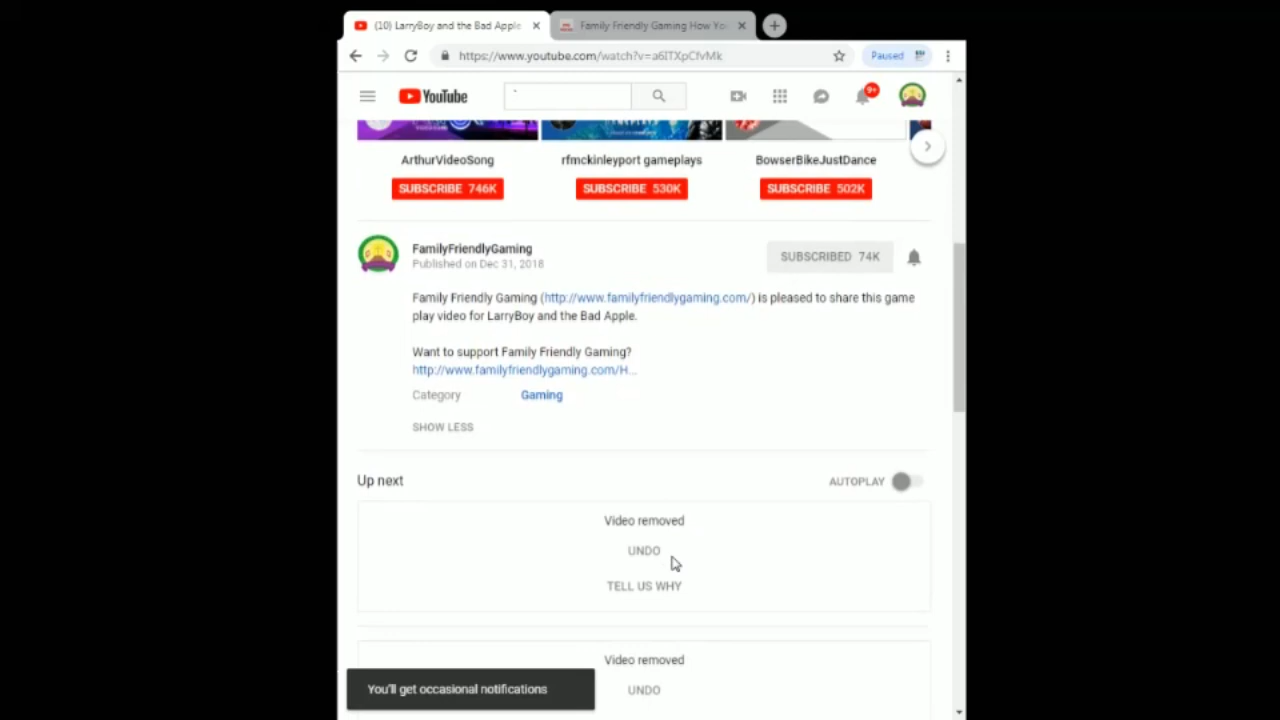 (10) LarryBoy and the Bad Apple
Family Friendly Gaming How Yo
https://www.youtube.com/watch?v=a6ITXpCfvMk
Paused
YouTube
9+
ArthurVideoSong
rfmckinleyport gameplays
BowserBikeJustDance
SUBSCRIBE 746K
SUBSCRIBE 530K
SUBSCRIBE 502K
FamilyFriendlyGaming
Published on Dec 31, 2018
SUBSCRIBED 74K
Family Friendly Gaming (http://www.familyfriendlygaming.com/) is pleased to share this game
play video for LarryBoy and the Bad Apple.
Want to support Family Friendly Gaming?
http://www.familyfriendlygaming.com/H...
Category
Gaming
SHOW LESS
Up next
AUTOPLAY
Video removed
UNDO
TELL US WHY
Video removed
You'll get occasional notifications
UNDO